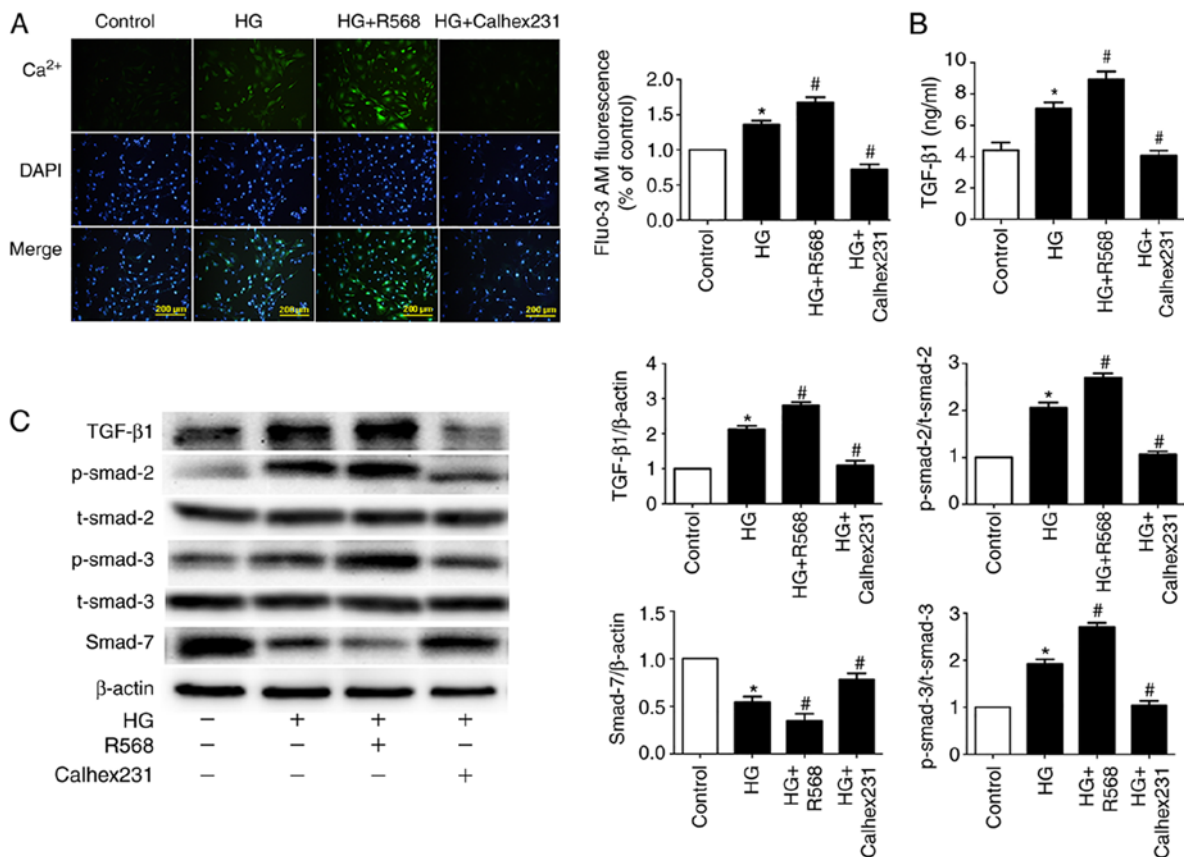 A
Control HG HG+R568 HG+Calhex231
Ca²⁺
DAPI
Merge
200 µm 200 µm 200 µm 200 µm
Fluo-3 AM fluorescence
(% of control)
2.0
1.5
1.0
0.5
0.0
* # #
Control
HG
HG+R568
HG+
Calhex231
B
TGF-β1 (ng/ml)
10
8
6
4
2
0
* # #
Control
HG
HG+R568
HG+
Calhex231
C
TGF-β1
p-smad-2
t-smad-2
p-smad-3
t-smad-3
Smad-7
β-actin
HG − + + +
R568 − − + −
Calhex231 − − − +
TGF-β1/β-actin
4
3
2
1
0
* # #
Control
HG
HG+R568
HG+
Calhex231
p-smad-2/t-smad-2
3
2
1
0
* # #
Control
HG
HG+R568
HG+
Calhex231
Smad-7/β-actin
1.5
1.0
0.5
0.0
* # #
Control
HG
HG+
R568
HG+
Calhex231
p-smad-3/t-smad-3
3
2
1
0
* # #
Control
HG
HG+
R568
HG+
Calhex231